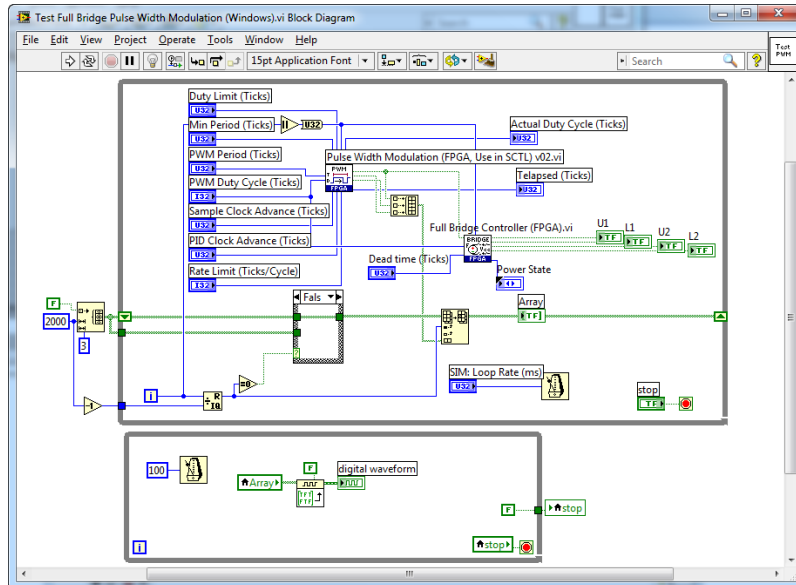 Test Full Bridge Pulse Width Modulation (Windows).vi Block Diagram
File Edit View Project Operate Tools Window Help
15pt Application Font
Search
Test
PWM
Duty Limit (Ticks)
U32
Min Period (Ticks)
U32
U32
PWM Period (Ticks)
U32
PWM Duty Cycle (Ticks)
I32
Sample Clock Advance (Ticks)
U32
PID Clock Advance (Ticks)
U32
Rate Limit (Ticks/Cycle)
I32
Actual Duty Cycle (Ticks)
U32
Pulse Width Modulation (FPGA, Use in SCTL) v02.vi
PWM
FPGA
Telapsed (Ticks)
U32
Full Bridge Controller (FPGA).vi
BRIDGE
FPGA
U1
TF
L1
TF
U2
TF
L2
TF
Dead time (Ticks)
U32
Power State
F
2000
3
Fals
?
Array
[TF]
=0
i
R
IQ
-1
SIM: Loop Rate (ms)
U32
stop
TF
100
Array
F
digital waveform
F
stop
i
stop